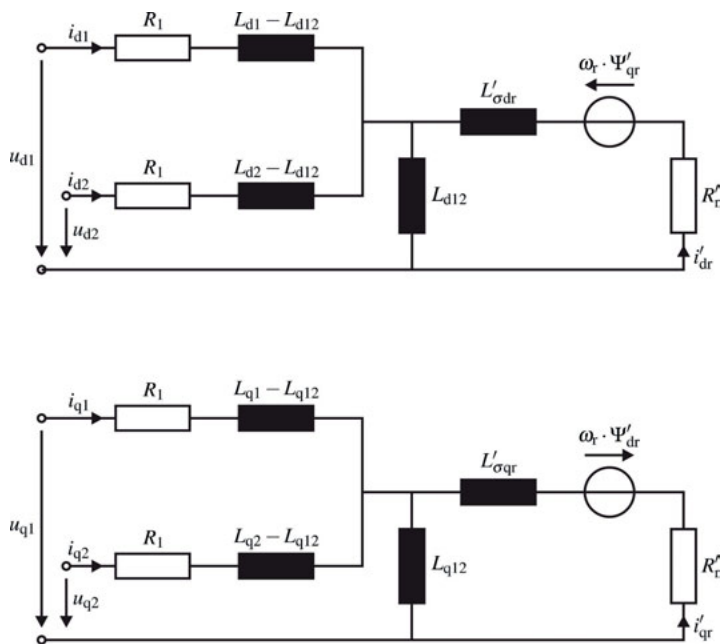 i_d1
R_1
L_d1 − L_d12
ω_r · Ψ′_qr
L′_σdr
u_d1
i_d2
R_1
L_d2 − L_d12
L_d12
R″_r
u_d2
i′_dr
i_q1
R_1
L_q1 − L_q12
ω_r · Ψ′_dr
L′_σqr
u_q1
i_q2
R_1
L_q2 − L_q12
L_q12
R″_r
u_q2
i′_qr